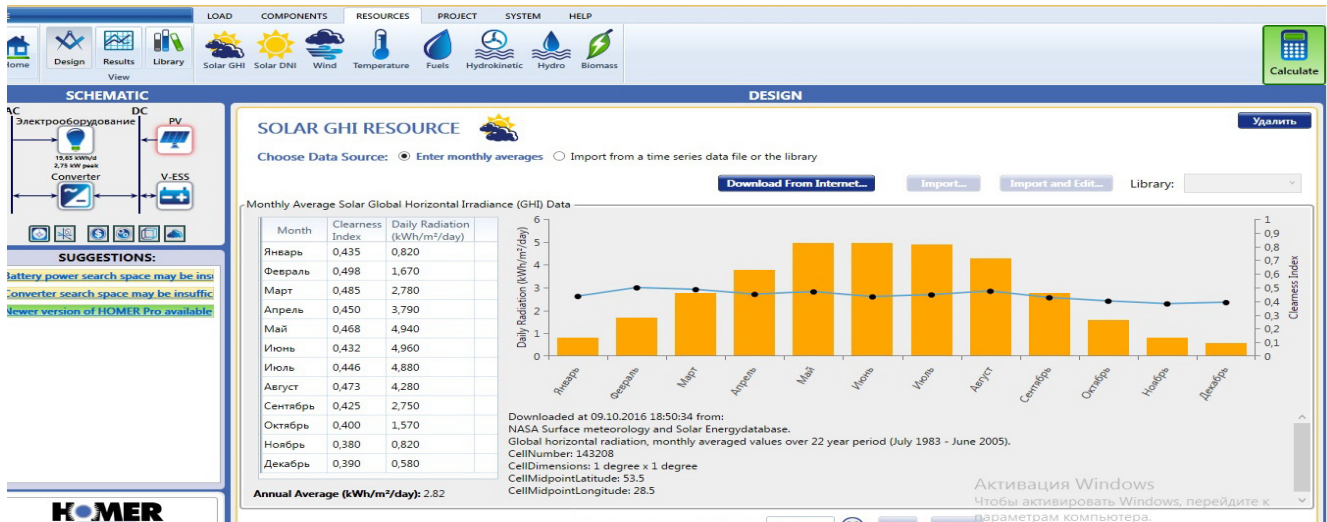 LOAD COMPONENTS RESOURCES PROJECT SYSTEM HELP
Home Design Results Library Solar GHI Solar DNI Wind Temperature Fuels Hydrokinetic Hydro Biomass Calculate
View
SCHEMATIC DESIGN
AC DC
Электрооборудование PV
19,65 kWh/d
2,75 kW peak
Converter V-ESS
SUGGESTIONS:
Battery power search space may be insu
Converter search space may be insuffic
Newer version of HOMER Pro available
HOMER
SOLAR GHI RESOURCE Удалить
Choose Data Source: Enter monthly averages Import from a time series data file or the library
Download From Internet... Import... Import and Edit... Library:
Monthly Average Solar Global Horizontal Irradiance (GHI) Data
Month Clearness Index Daily Radiation (kWh/m²/day)
Январь 0,435 0,820
Февраль 0,498 1,670
Март 0,485 2,780
Апрель 0,450 3,790
Май 0,468 4,940
Июнь 0,432 4,960
Июль 0,446 4,880
Август 0,473 4,280
Сентябрь 0,425 2,750
Октябрь 0,400 1,570
Ноябрь 0,380 0,820
Декабрь 0,390 0,580
Annual Average (kWh/m²/day): 2.82
Daily Radiation (kWh/m²/day)
6
5
4
3
2
1
0
1
0,9
0,8
0,7
0,6
0,5
0,4
0,3
0,2
0,1
0
Clearness Index
Январь Февраль Март Апрель Май Июнь Июль Август Сентябрь Октябрь Ноябрь Декабрь
Downloaded at 09.10.2016 18:50:34 from:
NASA Surface meteorology and Solar Energydatabase.
Global horizontal radiation, monthly averaged values over 22 year period (July 1983 - June 2005).
CellNumber: 143208
CellDimensions: 1 degree x 1 degree
CellMidpointLatitude: 53.5
CellMidpointLongitude: 28.5
Активация Windows
Чтобы активировать Windows, перейдите к
параметрам компьютера.